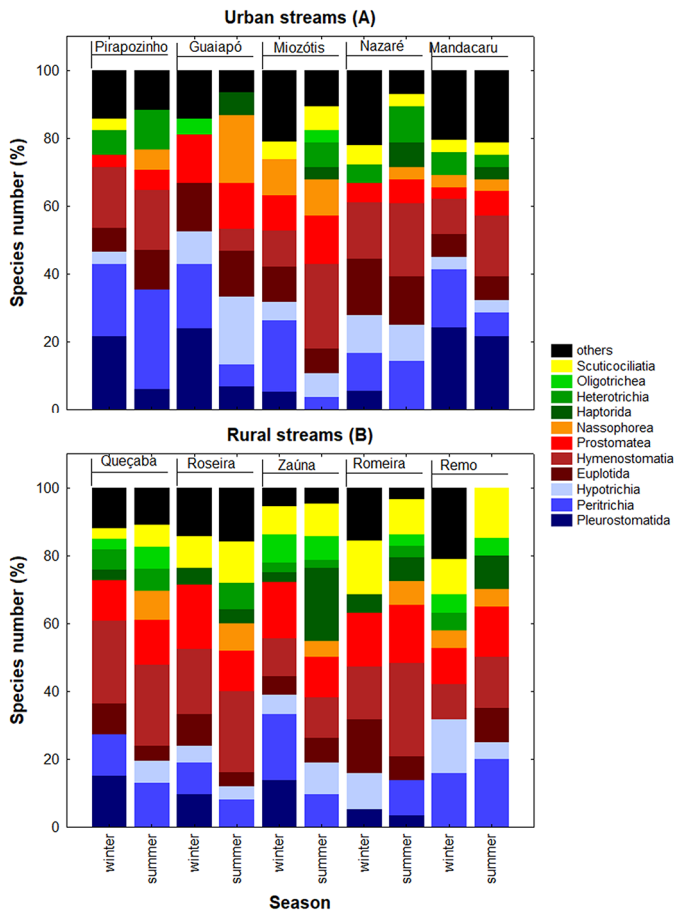 Urban streams (A)
Pirapozinho Guaiapó Miozótis Nazaré Mandacaru
100
80
60
40
20
0
Species number (%)
others
Scuticociliatia
Oligotrichea
Heterotrichia
Haptorida
Nassophorea
Prostomatea
Hymenostomatia
Euplotida
Hypotrichia
Peritrichia
Pleurostomatida
Rural streams (B)
Queçaba Roseira Zaúna Romeira Remo
100
80
60
40
20
0
Species number (%)
winter summer winter summer winter summer winter summer winter summer
Season